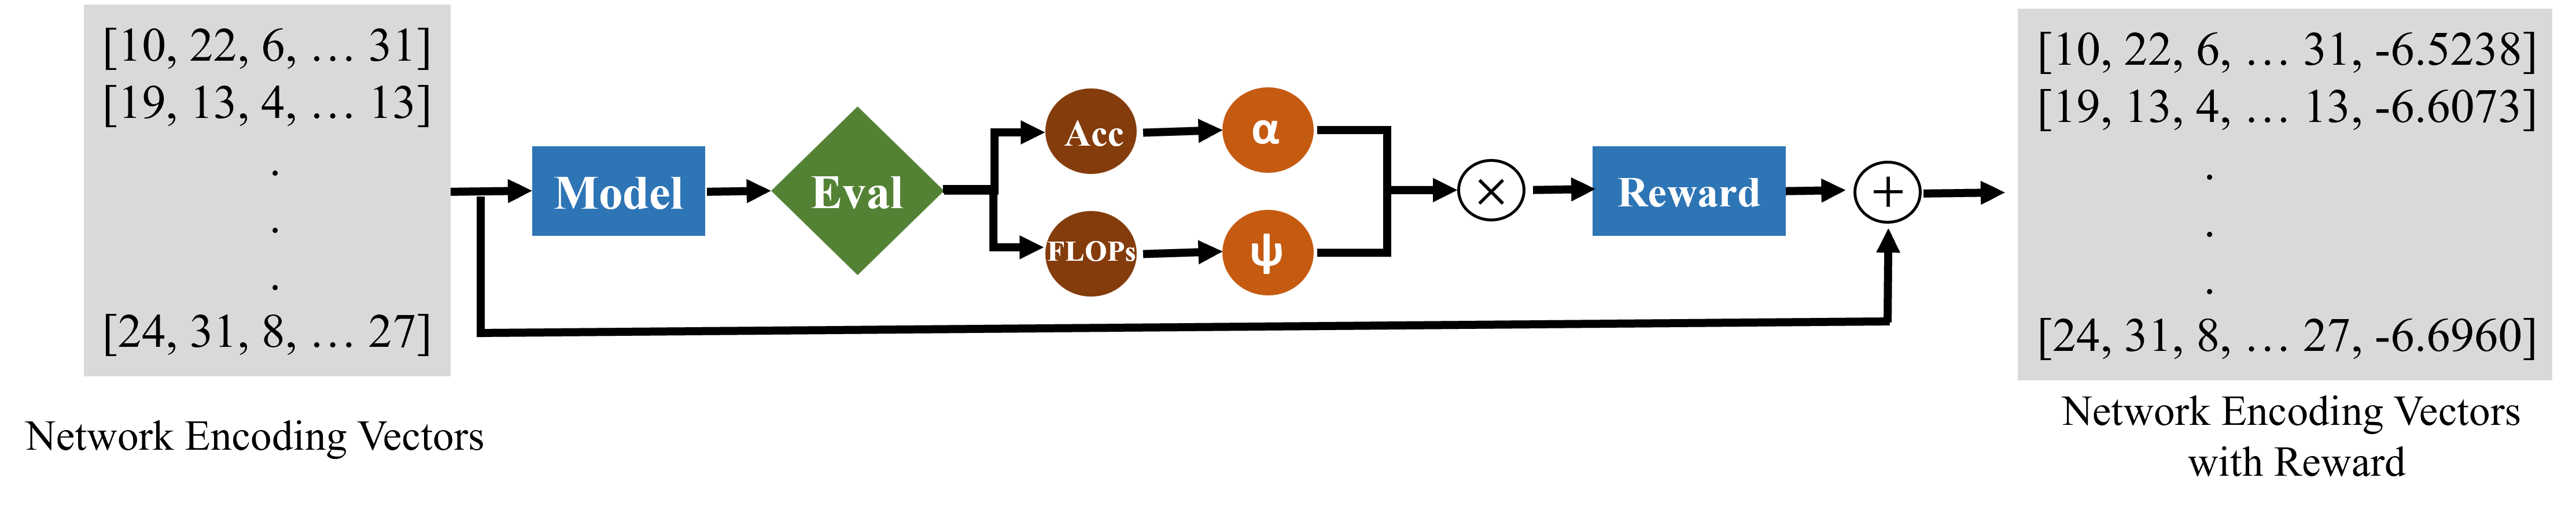 [10, 22, 6, … 31]
[19, 13, 4, … 13]
.
.
.
[24, 31, 8, … 27]
Network Encoding Vectors
Model
Eval
Acc
α
FLOPs
ψ
×
Reward
+
[10, 22, 6, … 31, -6.5238]
[19, 13, 4, … 13, -6.6073]
.
.
.
[24, 31, 8, … 27, -6.6960]
Network Encoding Vectors
with Reward